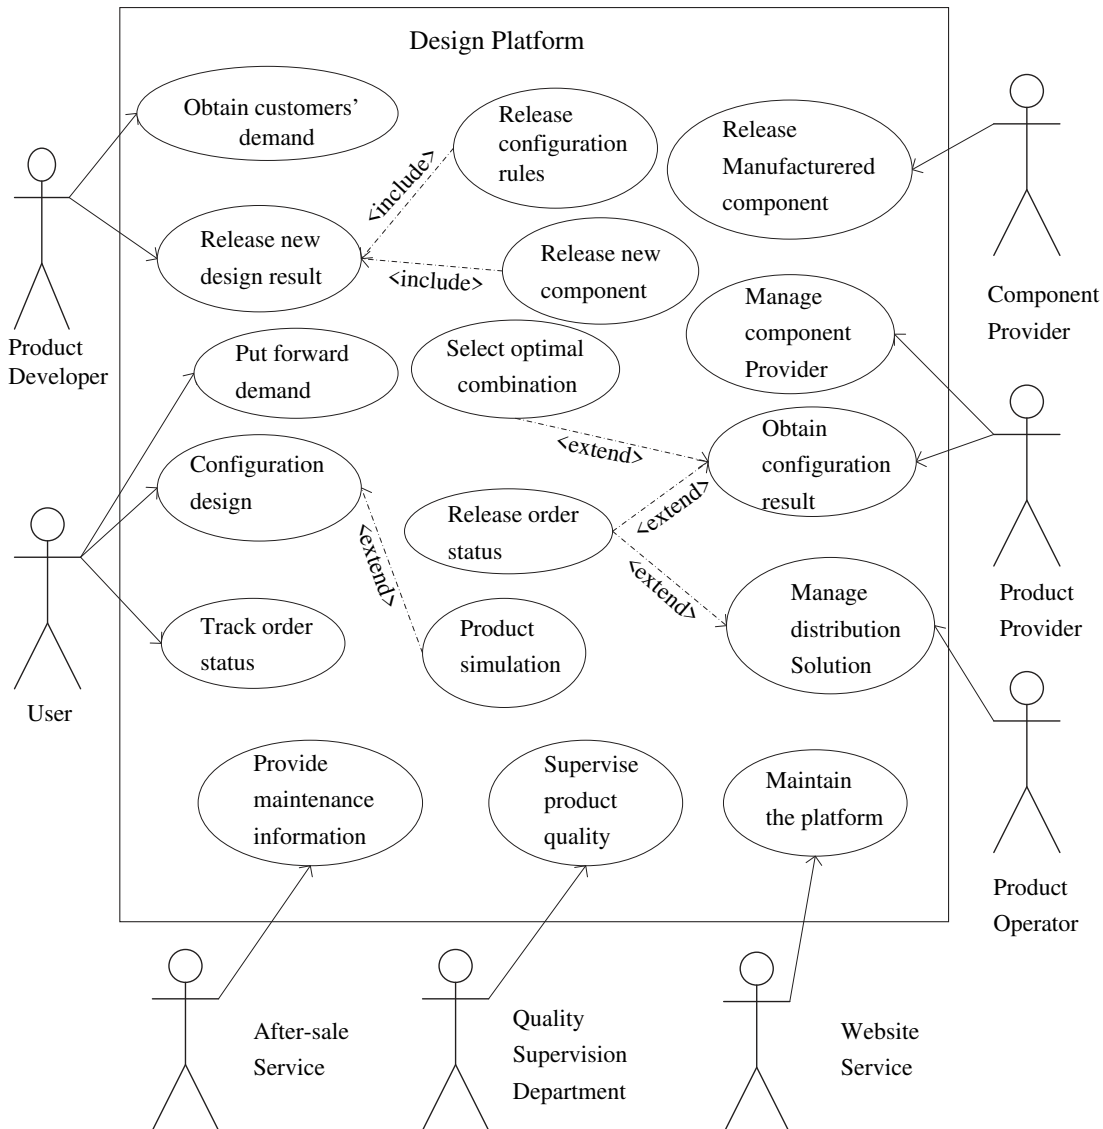 Design Platform
Obtain customers’
demand
Release
configuration
rules
Release
Manufacturered
component
<include>
Release new
design result
<include>
Release new
component
Component
Provider
Product
Developer
Put forward
demand
Select optimal
combination
Manage
component
Provider
<extend>
Obtain
configuration
result
Configuration
design
<extend>
Release order
status
<extend>
<extend>
Product
Provider
Track order
status
Product
simulation
Manage
distribution
Solution
User
Provide
maintenance
information
Supervise
product
quality
Maintain
the platform
Product
Operator
After-sale
Service
Quality
Supervision
Department
Website
Service